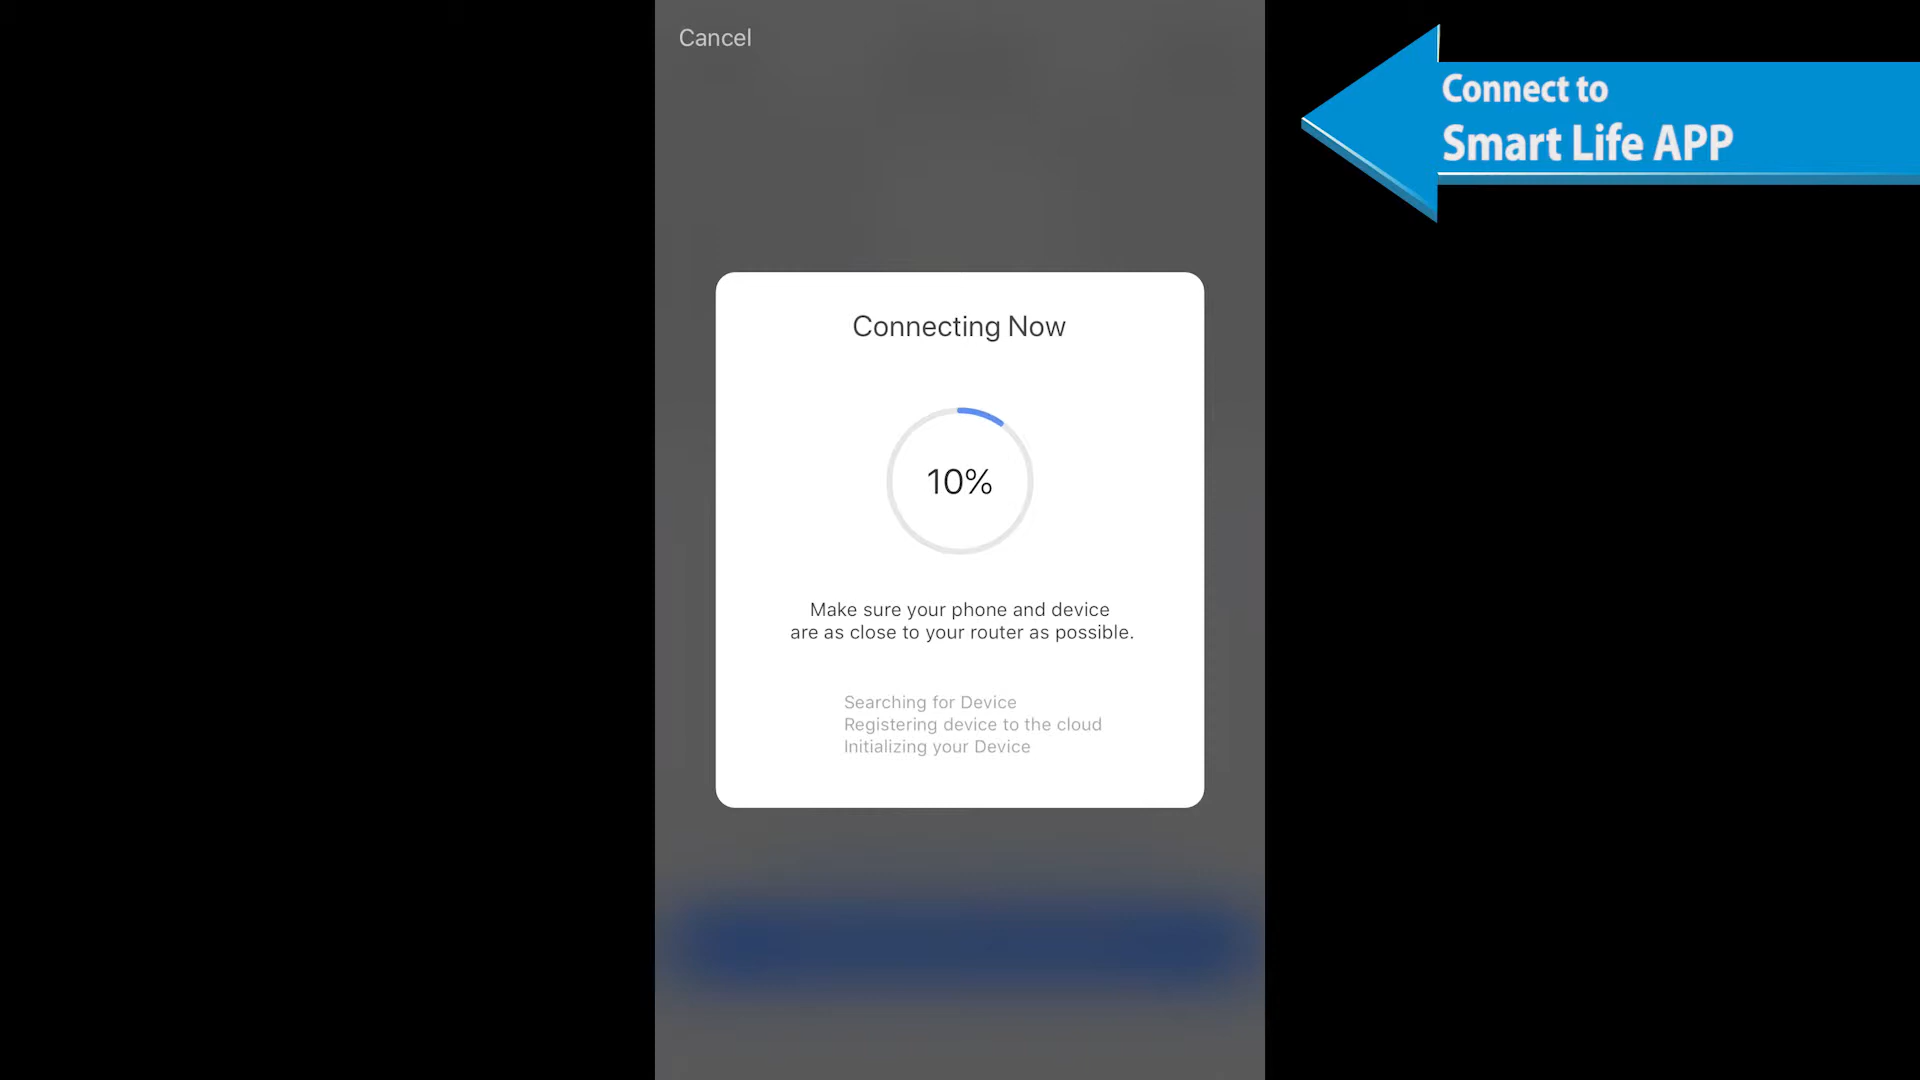 Cancel
Connect to
Smart Life APP
Connecting Now
10%
Make sure your phone and device
are as close to your router as possible.
Searching for Device
Registering device to the cloud
Initializing your Device